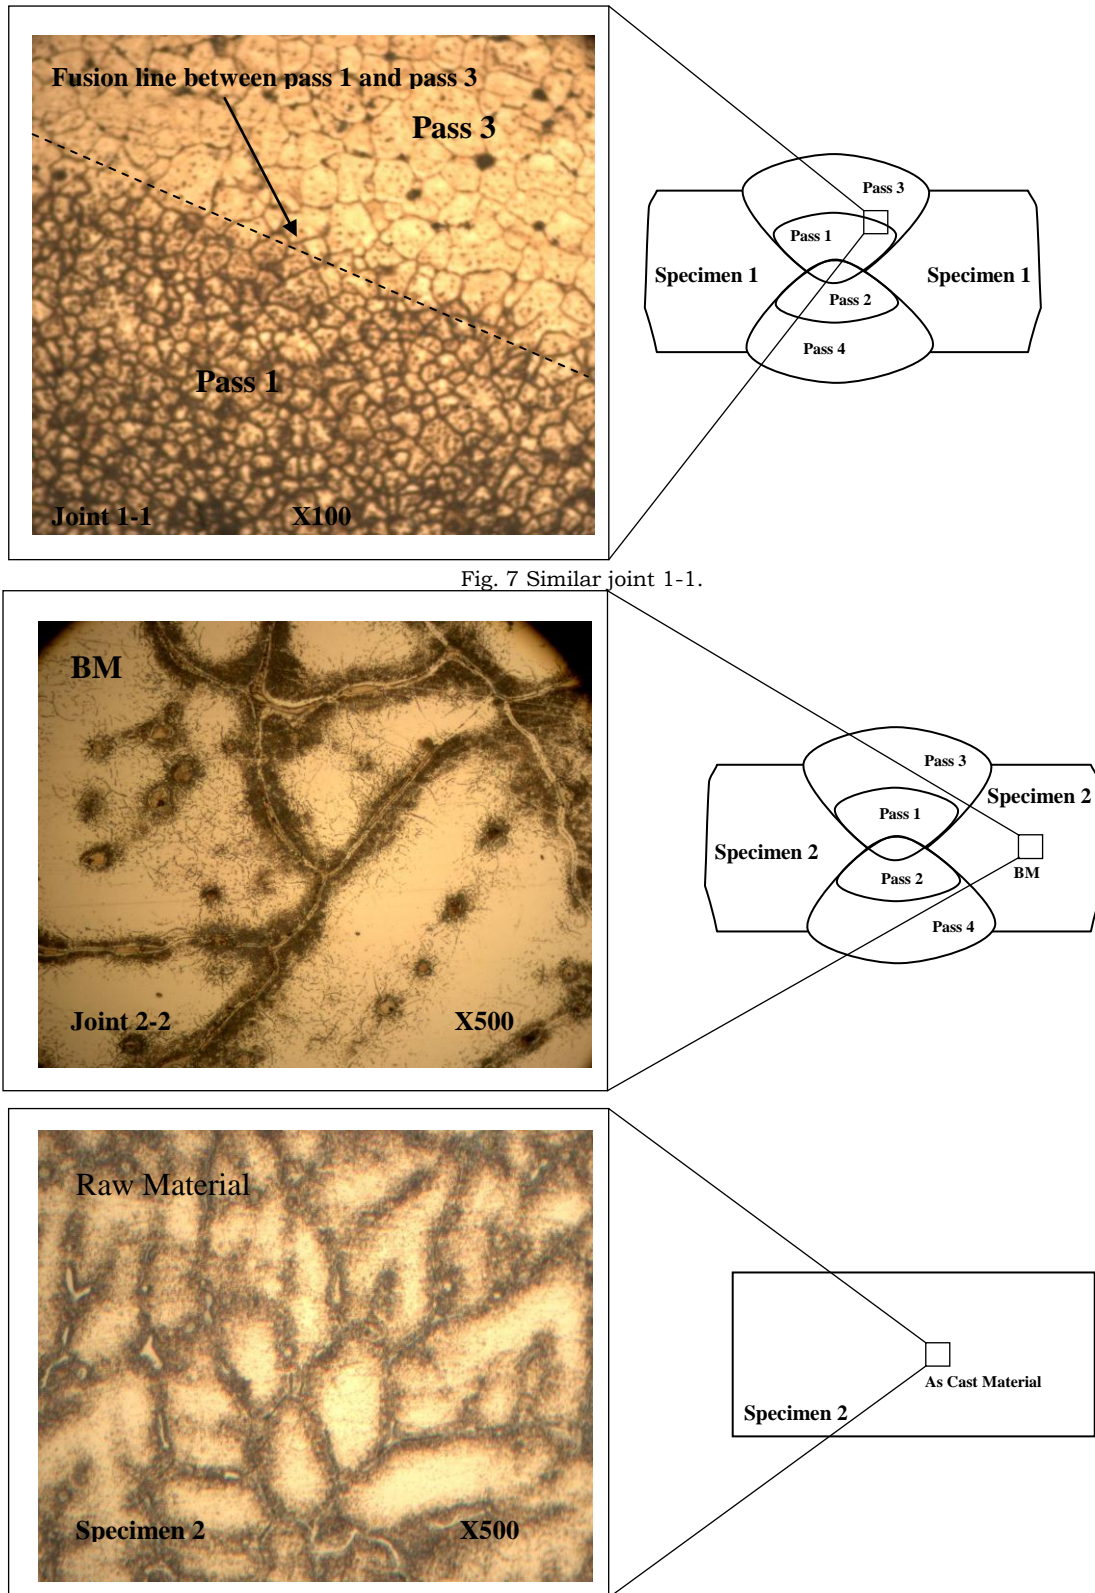 Fusion line between pass 1 and pass 3
Pass 3
Pass 1
Joint 1-1
X100
Pass 3
Pass 1
Specimen 1
Specimen 1
Pass 2
Pass 4
Fig. 7 Similar joint 1-1.
BM
Joint 2-2
X500
Pass 3
Specimen 2
Pass 1
Specimen 2
Pass 2
BM
Pass 4
Raw Material
Specimen 2
X500
As Cast Material
Specimen 2